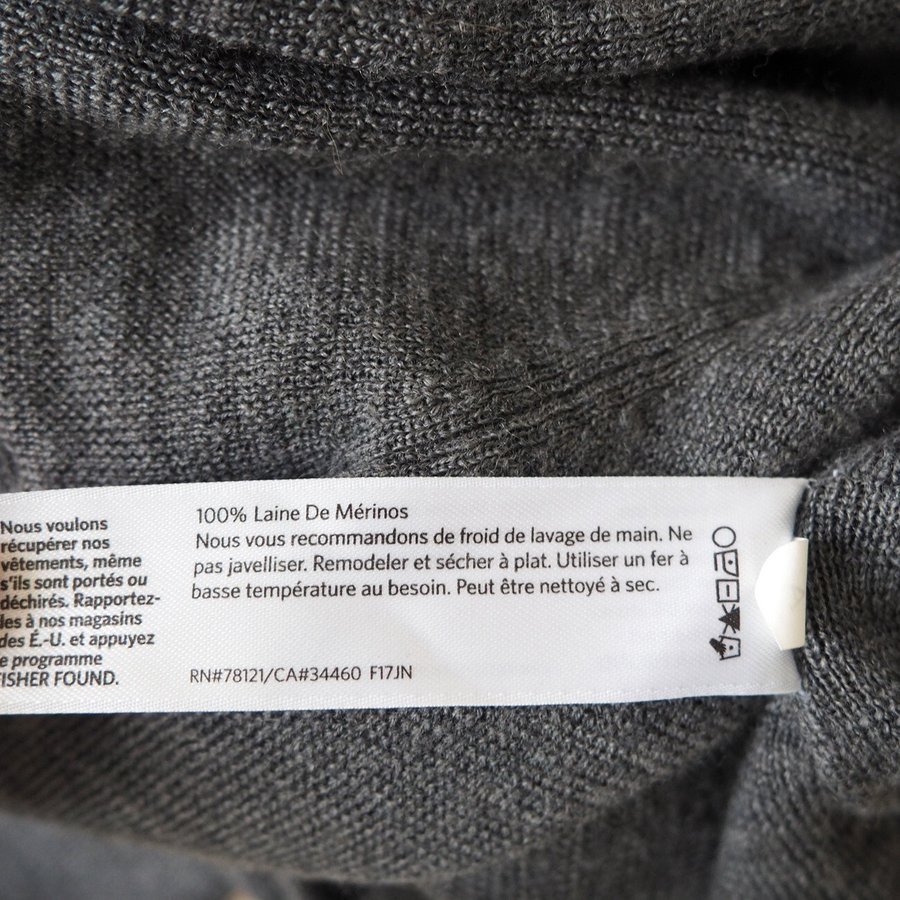 Nous voulons
récupérer nos
vêtements, même
s'ils sont portés ou
déchirés. Rapportez-
les à nos magasins
des É.-U. et appuyez
programme
FISHER FOUND.
100% Laine De Mérinos
Nous vous recommandons de froid de lavage de main. Ne
pas javelliser. Remodeler et sécher à plat. Utiliser un fer à
basse température au besoin. Peut être nettoyé à sec.
RN#78121/CA#34460 F17JN